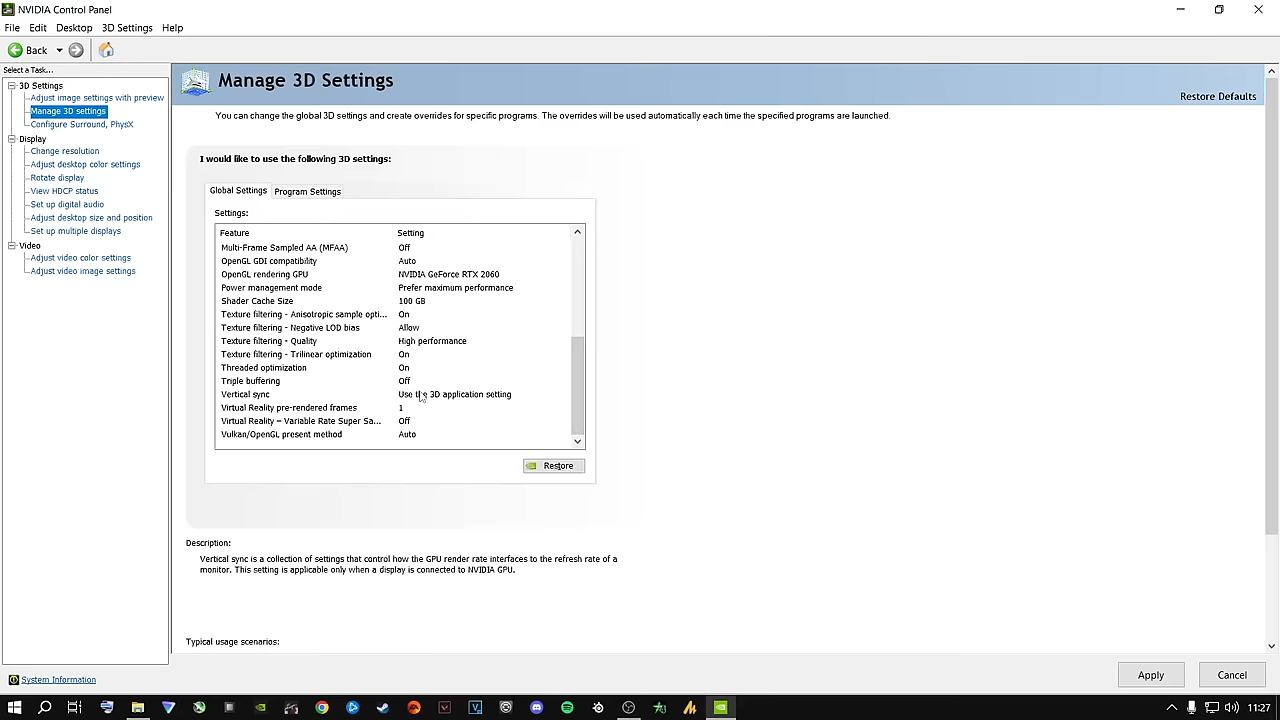 NVIDIA Control Panel
File Edit Desktop 3D Settings Help
Back
Select a Task...
3D Settings
Adjust image settings with preview
Manage 3D settings
Configure Surround, PhysX
Display
Change resolution
Adjust desktop color settings
Rotate display
View HDCP status
Set up digital audio
Adjust desktop size and position
Set up multiple displays
Video
Adjust video color settings
Adjust video image settings
System Information
Manage 3D Settings
Restore Defaults
You can change the global 3D settings and create overrides for specific programs. The overrides will be used automatically each time the specified programs are launched.
I would like to use the following 3D settings:
Global Settings Program Settings
Settings:
Feature Setting
Multi-Frame Sampled AA (MFAA) Off
OpenGL GDI compatibility Auto
OpenGL rendering GPU NVIDIA GeForce RTX 2060
Power management mode Prefer maximum performance
Shader Cache Size 100 GB
Texture filtering - Anisotropic sample opti... On
Texture filtering - Negative LOD bias Allow
Texture filtering - Quality High performance
Texture filtering - Trilinear optimization On
Threaded optimization On
Triple buffering Off
Vertical sync Use the 3D application setting
Virtual Reality pre-rendered frames 1
Virtual Reality – Variable Rate Super Sa... Off
Vulkan/OpenGL present method Auto
Restore
Description:
Vertical sync is a collection of settings that control how the GPU render rate interfaces to the refresh rate of a
monitor. This setting is applicable only when a display is connected to NVIDIA GPU.
Typical usage scenarios:
Apply Cancel
11:27